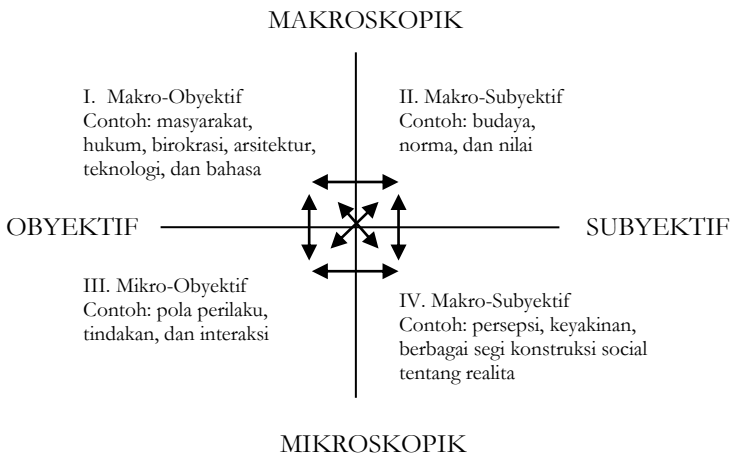 MAKROSKOPIK
I. Makro-Obyektif
Contoh: masyarakat,
hukum, birokrasi, arsitektur,
teknologi, dan bahasa
II. Makro-Subyektif
Contoh: budaya,
norma, dan nilai
OBYEKTIF
SUBYEKTIF
III. Mikro-Obyektif
Contoh: pola perilaku,
tindakan, dan interaksi
IV. Makro-Subyektif
Contoh: persepsi, keyakinan,
berbagai segi konstruksi social
tentang realita
MIKROSKOPIK